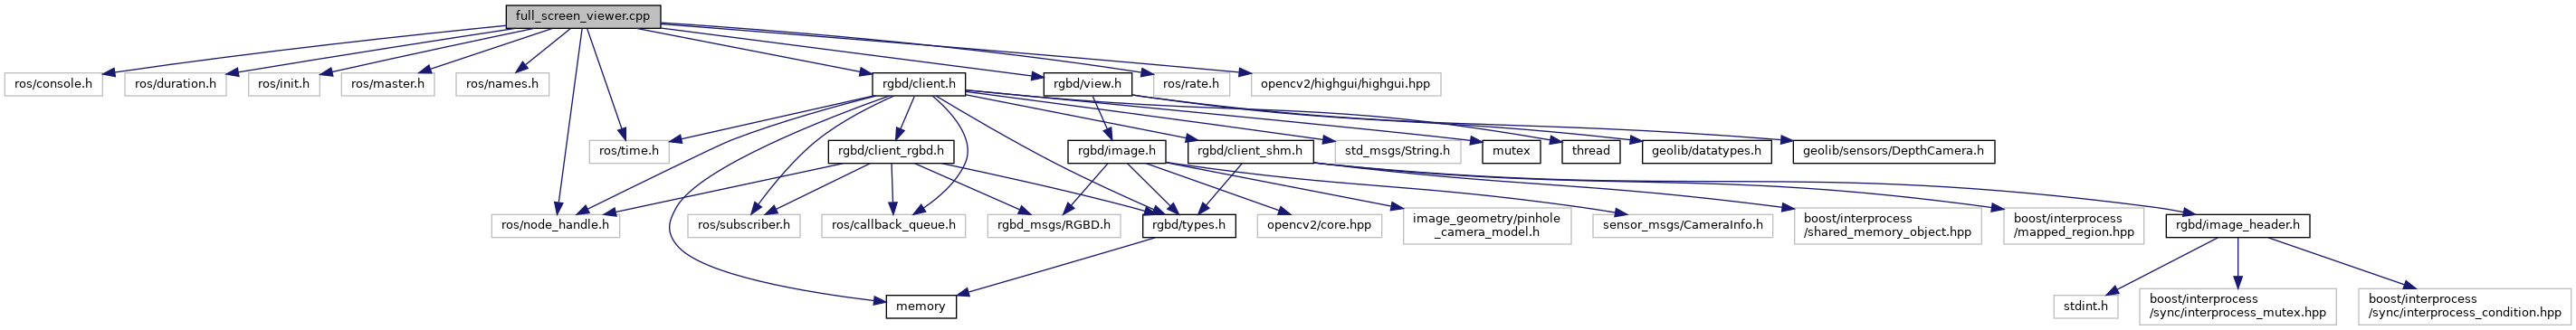 full_screen_viewer.cpp
ros/console.h
ros/duration.h
ros/init.h
ros/master.h
ros/names.h
rgbd/client.h
rgbd/view.h
ros/rate.h
opencv2/highgui/highgui.hpp
ros/time.h
rgbd/client_rgbd.h
rgbd/image.h
rgbd/client_shm.h
std_msgs/String.h
mutex
thread
geolib/datatypes.h
geolib/sensors/DepthCamera.h
ros/node_handle.h
ros/subscriber.h
ros/callback_queue.h
rgbd_msgs/RGBD.h
rgbd/types.h
opencv2/core.hpp
image_geometry/pinhole
_camera_model.h
sensor_msgs/CameraInfo.h
boost/interprocess
/shared_memory_object.hpp
boost/interprocess
/mapped_region.hpp
rgbd/image_header.h
memory
stdint.h
boost/interprocess
/sync/interprocess_mutex.hpp
boost/interprocess
/sync/interprocess_condition.hpp